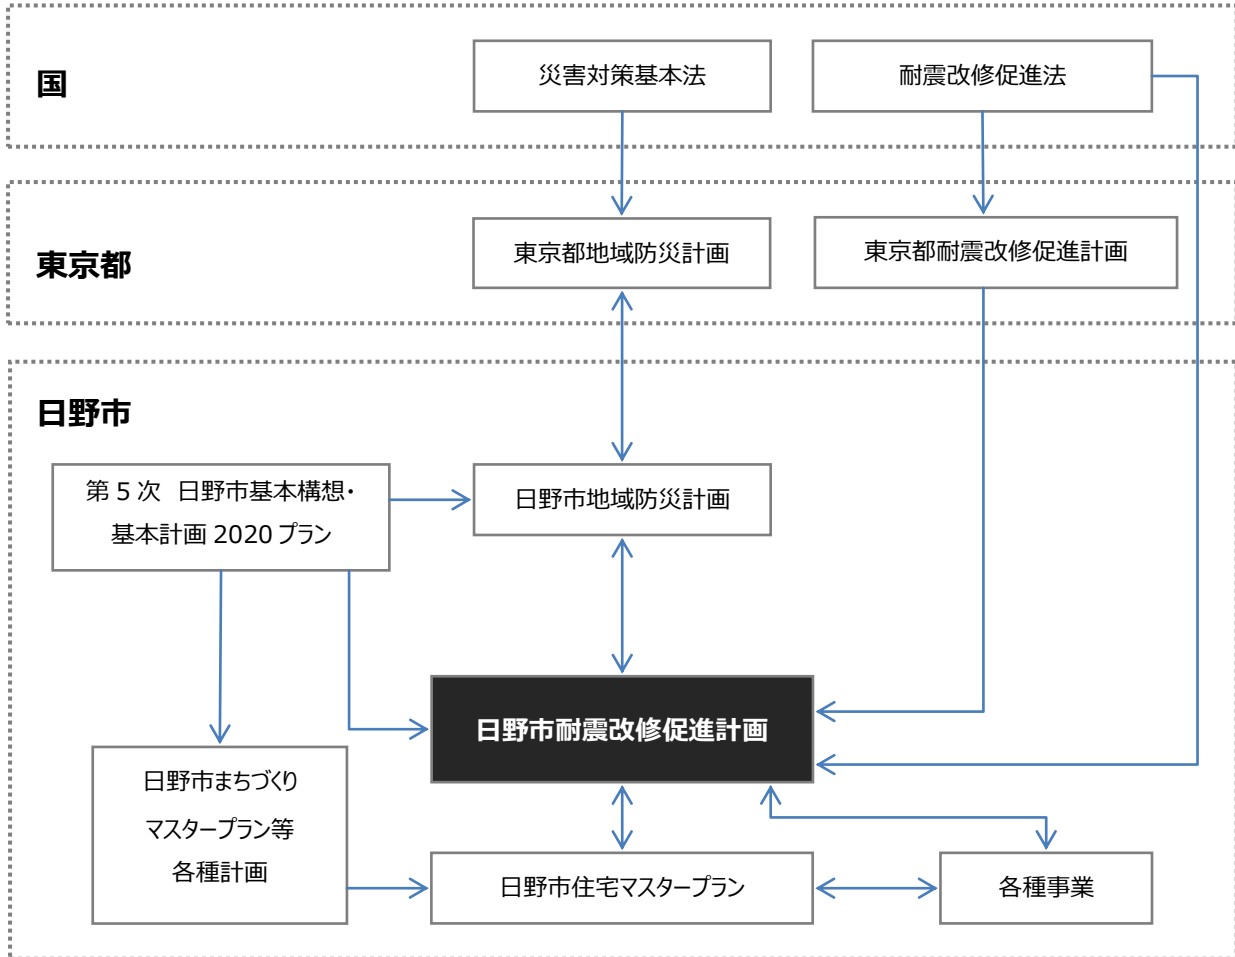 国
災害対策基本法
耐震改修促進法
東京都
東京都地域防災計画
東京都耐震改修促進計画
日野市
第5次 日野市基本構想・
基本計画2020プラン
日野市地域防災計画
日野市耐震改修促進計画
日野市まちづくり
マスタープラン等
各種計画
日野市住宅マスタープラン
各種事業